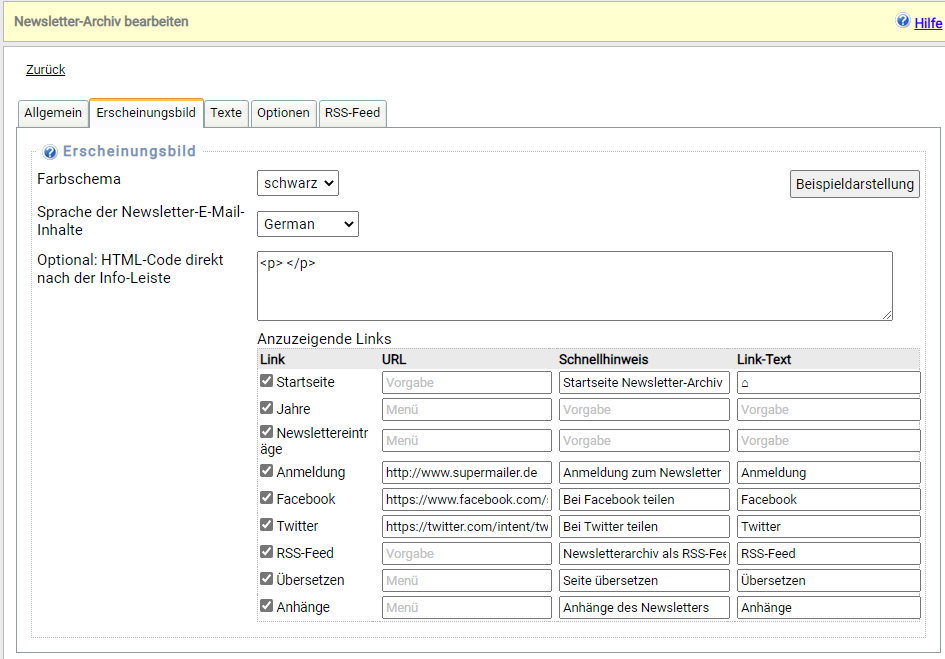 Newsletter-Archiv bearbeiten
Hilfe
Zurück
Allgemein Erscheinungsbild Texte Optionen RSS-Feed
Erscheinungsbild
Farbschema schwarz Beispieldarstellung
Sprache der Newsletter-E-Mail-
Inhalte
German
Optional: HTML-Code direkt
nach der Info-Leiste
<p> </p>
Anzuzeigende Links
Link URL Schnellhinweis Link-Text
Startseite Vorgabe Startseite Newsletter-Archiv ⌂
Jahre Menü Vorgabe Vorgabe
Newslettereintr
äge
Menü Vorgabe Vorgabe
Anmeldung http://www.supermailer.de Anmeldung zum Newsletter Anmeldung
Facebook https://www.facebook.com/ Bei Facebook teilen Facebook
Twitter https://twitter.com/intent/tw Bei Twitter teilen Twitter
RSS-Feed Vorgabe Newsletterarchiv als RSS-Fee RSS-Feed
Übersetzen Menü Seite übersetzen Übersetzen
Anhänge Menü Anhänge des Newsletters Anhänge